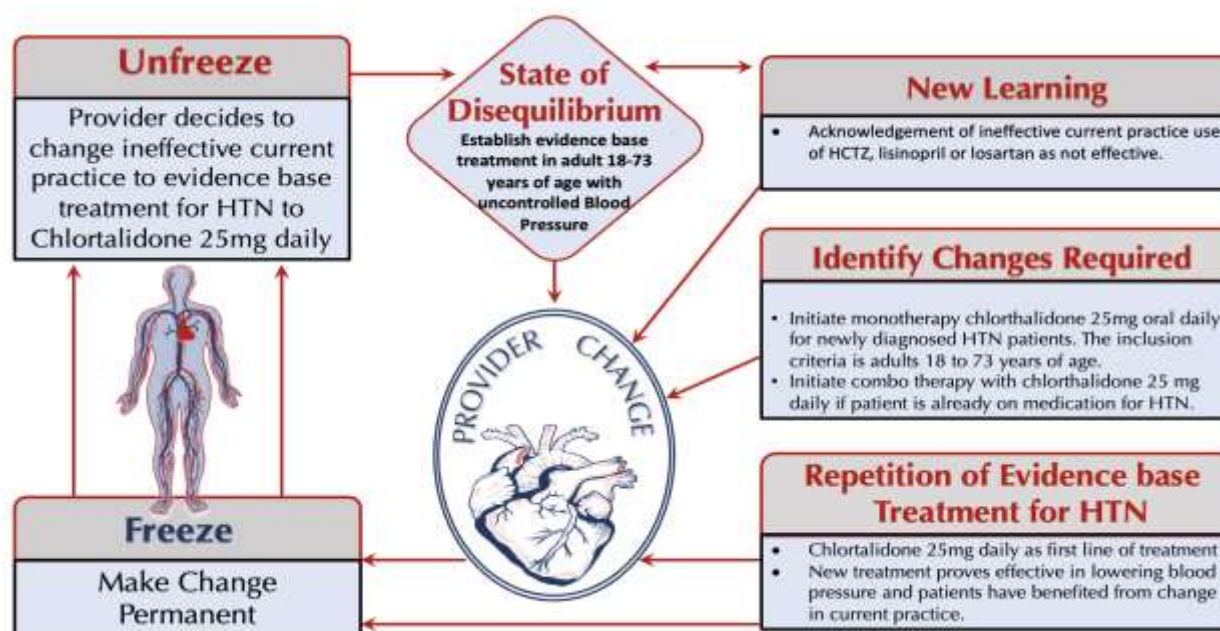 Unfreeze
Provider decides to
change ineffective current
practice to evidence base
treatment for HTN to
Chlortalidone 25mg daily
State of
Disequilibrium
Establish evidence base
treatment in adult 18-73
years of age with
uncontrolled Blood
Pressure
New Learning
• Acknowledgement of ineffective current practice use
of HCTZ, lisinopril or losartan as not effective.
Identify Changes Required
• Initiate monotherapy chlorthalidone 25mg oral daily
for newly diagnosed HTN patients. The inclusion
criteria is adults 18 to 73 years of age.
• Initiate combo therapy with chlorthalidone 25 mg
daily if patient is already on medication for HTN.
PROVIDER CHANGE
Repetition of Evidence base
Treatment for HTN
• Chlortalidone 25mg daily as first line of treatment
• New treatment proves effective in lowering blood
pressure and patients have benefited from change
in current practice.
Freeze
Make Change
Permanent